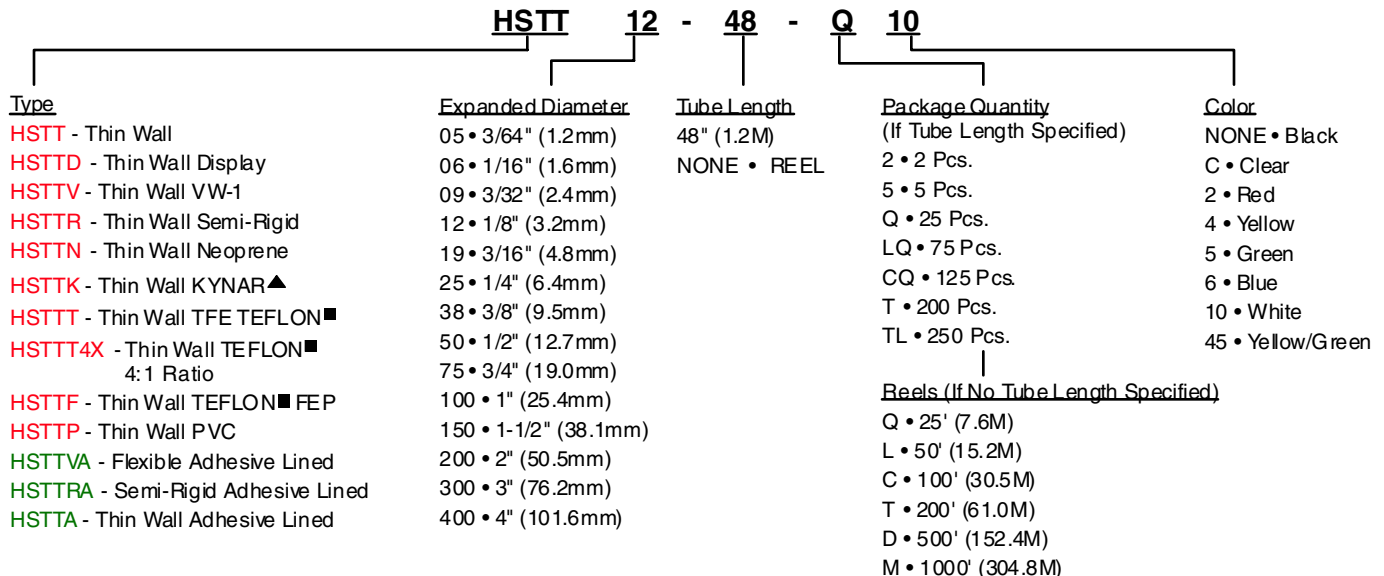 HSTT 12 - 48 - Q 10
Type
HSTT - Thin Wall
HSTTD - Thin Wall Display
HSTTV - Thin Wall VW-1
HSTTR - Thin Wall Semi-Rigid
HSTTN - Thin Wall Neoprene
HSTTK - Thin Wall KYNAR▲
HSTTT - Thin Wall TFE TEFLON■
HSTTT4X - Thin Wall TEFLON■
4:1 Ratio
HSTTF - Thin Wall TEFLON■ FEP
HSTTP - Thin Wall PVC
HSTTVA - Flexible Adhesive Lined
HSTTRA - Semi-Rigid Adhesive Lined
HSTTA - Thin Wall Adhesive Lined
Expanded Diameter
05 • 3/64" (1.2mm)
06 • 1/16" (1.6mm)
09 • 3/32" (2.4mm)
12 • 1/8" (3.2mm)
19 • 3/16" (4.8mm)
25 • 1/4" (6.4mm)
38 • 3/8" (9.5mm)
50 • 1/2" (12.7mm)
75 • 3/4" (19.0mm)
100 • 1" (25.4mm)
150 • 1-1/2" (38.1mm)
200 • 2" (50.5mm)
300 • 3" (76.2mm)
400 • 4" (101.6mm)
Tube Length
48" (1.2M)
NONE • REEL
Package Quantity
(If Tube Length Specified)
2 • 2 Pcs.
5 • 5 Pcs.
Q • 25 Pcs.
LQ • 75 Pcs.
CQ • 125 Pcs.
T • 200 Pcs.
TL • 250 Pcs.
Reels (If No Tube Length Specified)
Q • 25' (7.6M)
L • 50' (15.2M)
C • 100' (30.5M)
T • 200' (61.0M)
D • 500' (152.4M)
M • 1000' (304.8M)
Color
NONE • Black
C • Clear
2 • Red
4 • Yellow
5 • Green
6 • Blue
10 • White
45 • Yellow/Green